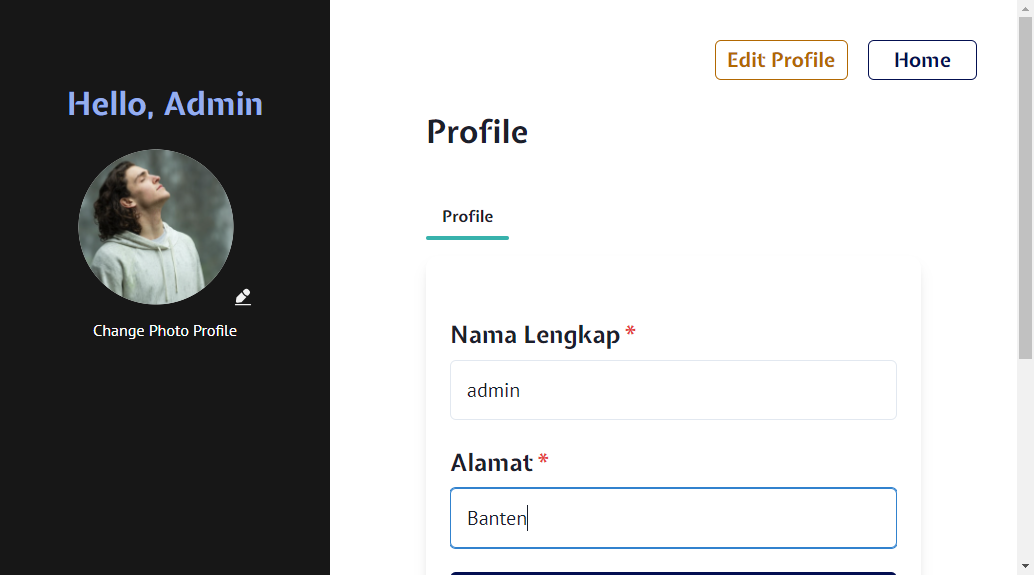 Hello, Admin
Change Photo Profile
Edit Profile
Home
Profile
Profile
Nama Lengkap *
admin
Alamat *
Banten